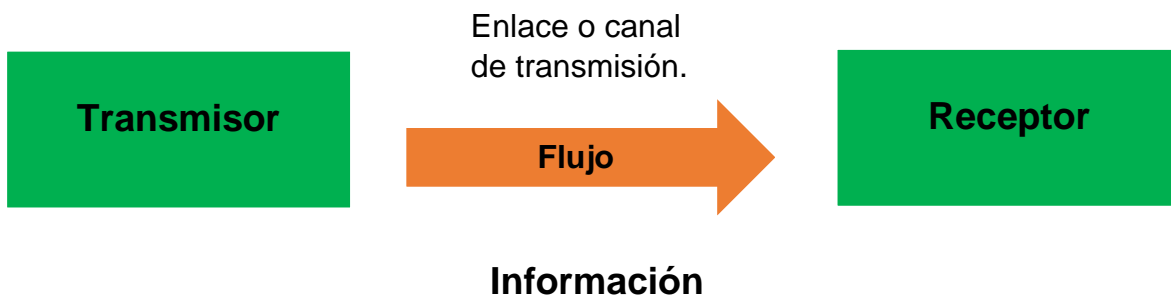 Enlace o canal
de transmisión.
Transmisor
Flujo
Receptor
Información